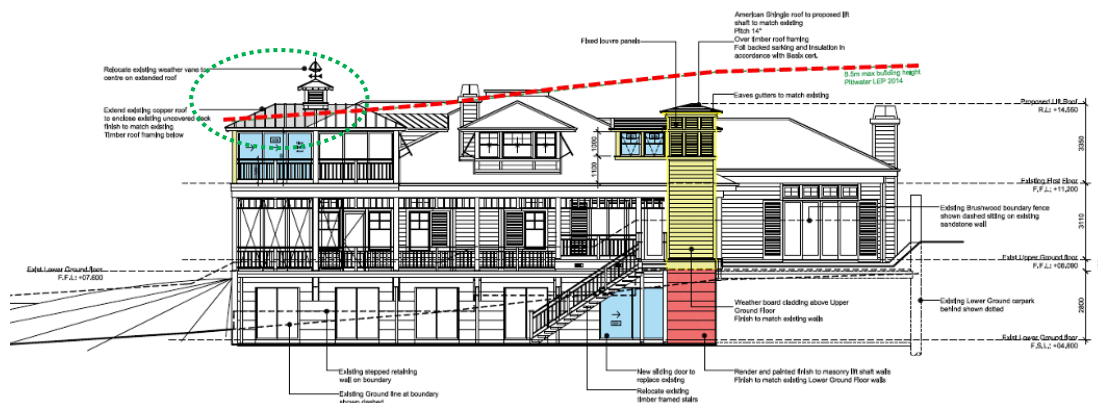 American Shingle roof to proposed lift
shaft to match existing
Pitch 14°
Over timber roof framing
Foil backed sarking and insulation in
accordance with Basix cert.
Fixed louvre panels
Relocate existing weather vane to
centre on extended roof
8.5m max building height
Pittwater LEP 2014
Eaves gutters to match existing
Extend existing copper roof
to enclose existing uncovered deck
finish to match existing
Timber roof framing below
Proposed Lift Roof
R.L: +14,550
3350
1000
1100
Existing First Floor
F.F.L: +11,200
Existing Brushwood boundary fence
shown dashed sitting on existing
sandstone wall
3110
Exist Upper Ground floor
F.F.L: +08,090
Exist Lower Ground floor
F.F.L: +07,600
Weather board cladding above Upper
Ground Floor
Finish to match existing walls
Existing Lower Ground carpark
behind shown dotted
2800
Exist Lower Ground floor
F.S.L: +04,800
Existing stepped retaining
wall on boundary
New sliding door to
replace existing
Render and painted finish to masonry lift shaft walls
Finish to match existing Lower Ground Floor walls
Existing Ground line at boundary
shown dashed
Relocate existing
timber framed stairs